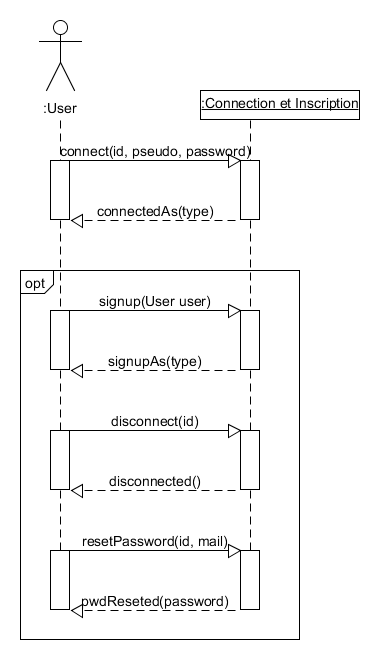 :User
:Connection et Inscription
connect(id, pseudo, password)
connectedAs(type)
opt
signup(User user)
signupAs(type)
disconnect(id)
disconnected()
resetPassword(id, mail)
pwdReseted(password)